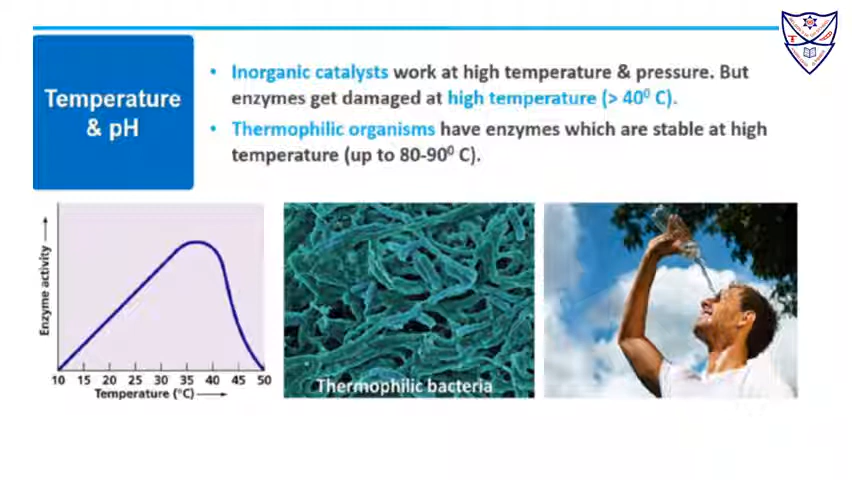 Temperature
& pH
• Inorganic catalysts work at high temperature & pressure. But
enzymes get damaged at high temperature (> 40⁰ C).
• Thermophilic organisms have enzymes which are stable at high
temperature (up to 80-90⁰ C).
Enzyme activity →
10 15 20 25 30 35 40 45 50
Temperature (°C) →
Thermophilic bacteria